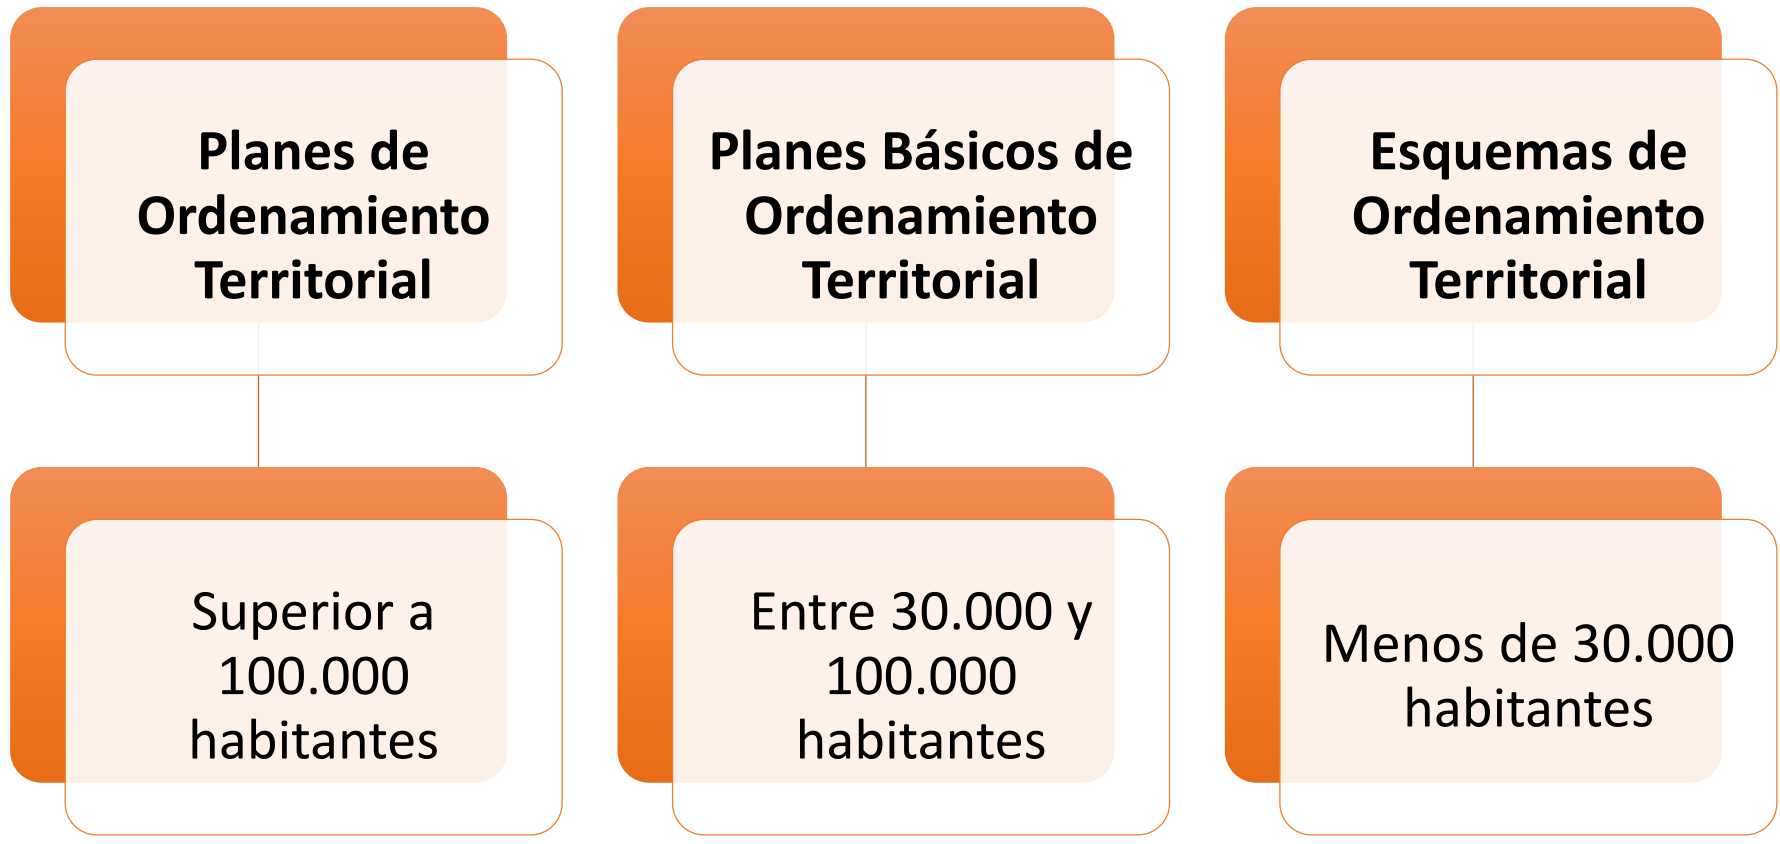 Planes de
Ordenamiento
Territorial
Superior a
100.000
habitantes
Planes Básicos de
Ordenamiento
Territorial
Entre 30.000 y
100.000
habitantes
Esquemas de
Ordenamiento
Territorial
Menos de 30.000
habitantes